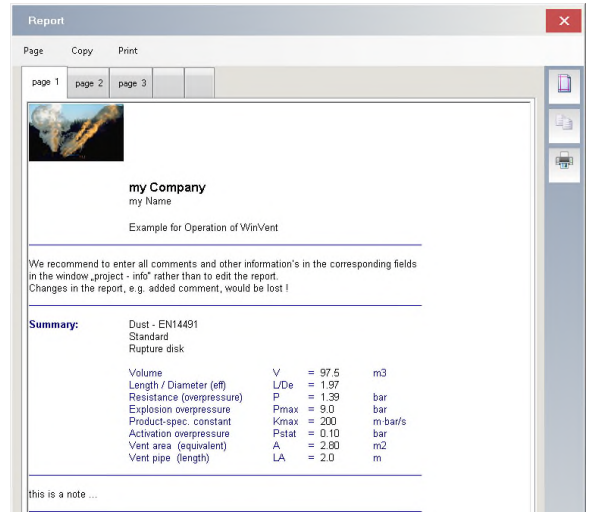 Report
Page Copy Print
page 1 page 2 page 3
my Company
my Name
Example for Operation of WinVent
We recommend to enter all comments and other information's in the corresponding fields
in the window „project - info" rather than to edit the report.
Changes in the report, e.g. added comment, would be lost !
Summary: Dust - EN14491
Standard
Rupture disk
Volume V = 97.5 m3
Length / Diameter (eff) L/De = 1.97
Resistance (overpressure) P = 1.39 bar
Explosion overpressure Pmax = 9.0 bar
Product-spec. constant Kmax = 200 m·bar/s
Activation overpressure Pstat = 0.10 bar
Vent area (equivalent) A = 2.80 m2
Vent pipe (length) LA = 2.0 m
this is a note ...